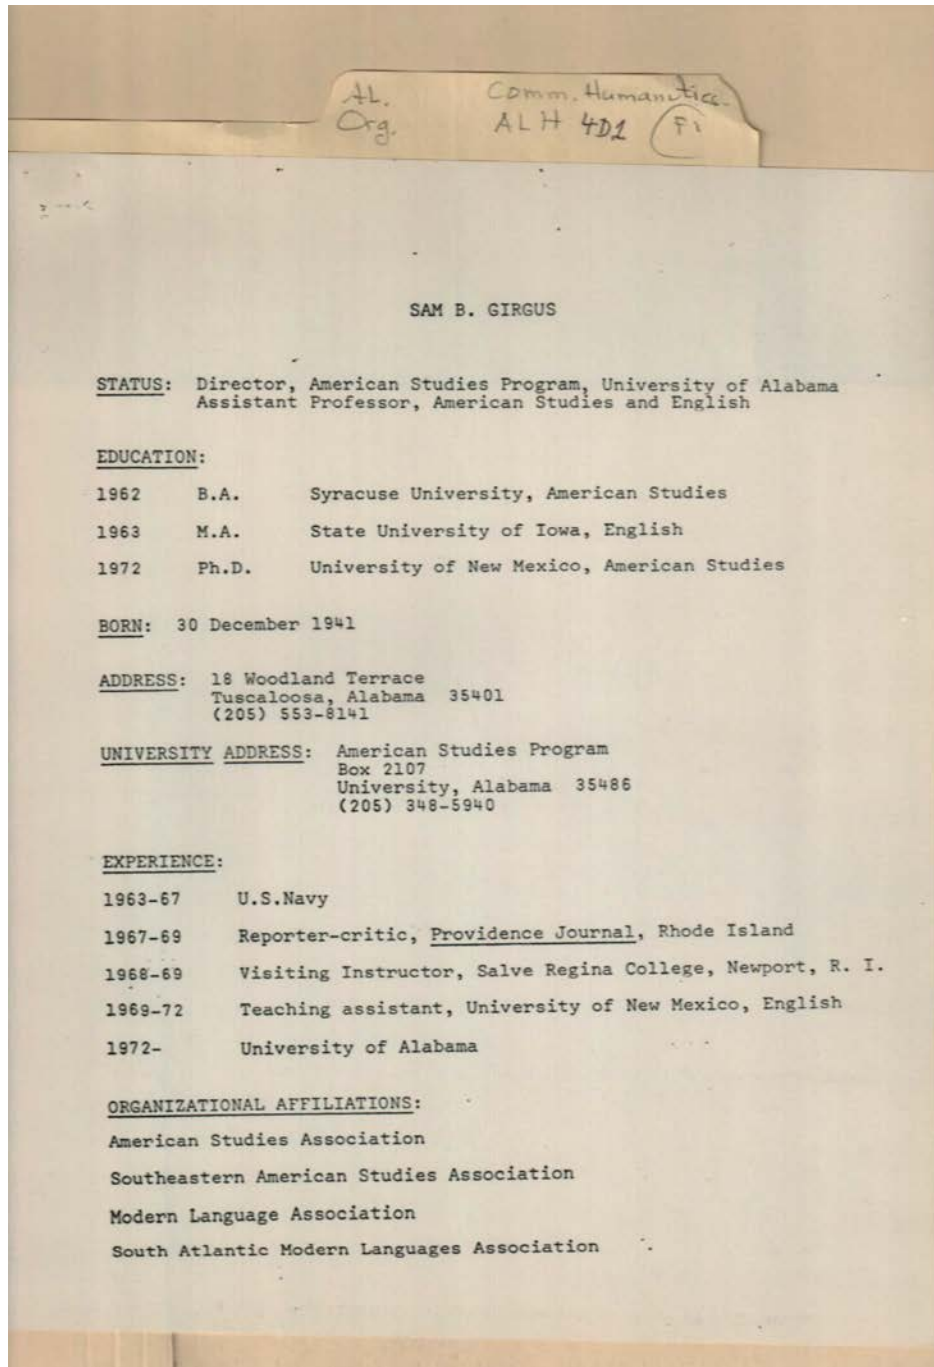 AL. Comm. Humanities.
Org. ALH 4D1 Fi
SAM B. GIRGUS
STATUS: Director, American Studies Program, University of Alabama
Assistant Professor, American Studies and English
EDUCATION:
1962 B.A. Syracuse University, American Studies
1963 M.A. State University of Iowa, English
1972 Ph.D. University of New Mexico, American Studies
BORN: 30 December 1941
ADDRESS: 18 Woodland Terrace
Tuscaloosa, Alabama 35401
(205) 553-8141
UNIVERSITY ADDRESS: American Studies Program
Box 2107
University, Alabama 35486
(205) 348-5940
EXPERIENCE:
1963-67 U.S.Navy
1967-69 Reporter-critic, Providence Journal, Rhode Island
1968-69 Visiting Instructor, Salve Regina College, Newport, R. I.
1969-72 Teaching assistant, University of New Mexico, English
1972- University of Alabama
ORGANIZATIONAL AFFILIATIONS:
American Studies Association
Southeastern American Studies Association
Modern Language Association
South Atlantic Modern Languages Association